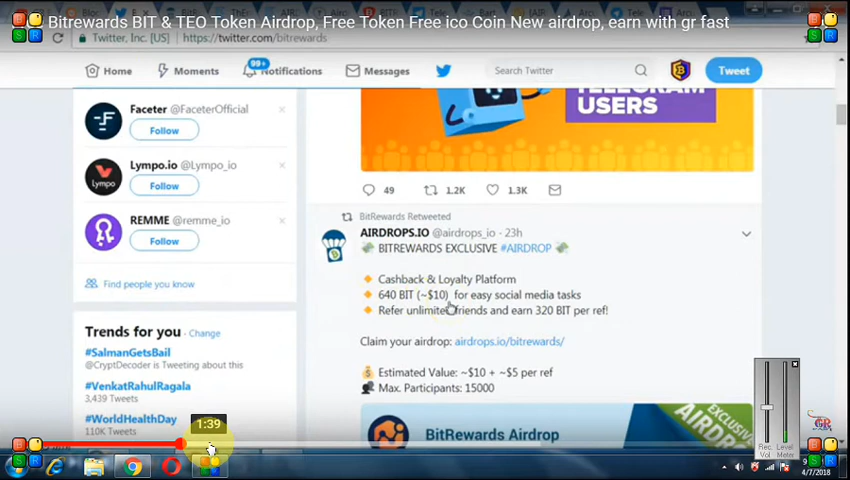 Bitrewards BIT & TEO Token Airdrop, Free Token Free ico Coin New airdrop, earn with gr fast
Twitter, Inc. [US] https://twitter.com/bitrewards
Home
Moments
99+
Notifications
Messages
Search Twitter
Tweet
TELEGRAM
USERS
Faceter @FaceterOfficial
Follow
Lympo.io @Lympo_io
Follow
Lympo
REMME @remme_io
Follow
Find people you know
49 1.2K 1.3K
BitRewards Retweeted
AIRDROPS.IO @airdrops_io · 23h
BITREWARDS EXCLUSIVE #AIRDROP
Cashback & Loyalty Platform
640 BIT (~$10) for easy social media tasks
Refer unlimited friends and earn 320 BIT per ref!
Claim your airdrop: airdrops.io/bitrewards/
Estimated Value: ~$10 + ~$5 per ref
Max. Participants: 15000
BitRewards Airdrop
EXCLUSIVE
AIRDROP
Trends for you · Change
#SalmanGetsBail
@CryptDecoder is Tweeting about this
#VenkatRahulRagala
3,439 Tweets
#WorldHealthDay
110K Tweets
1:39
Rec. Vol
Level Meter
GR
4/7/2018